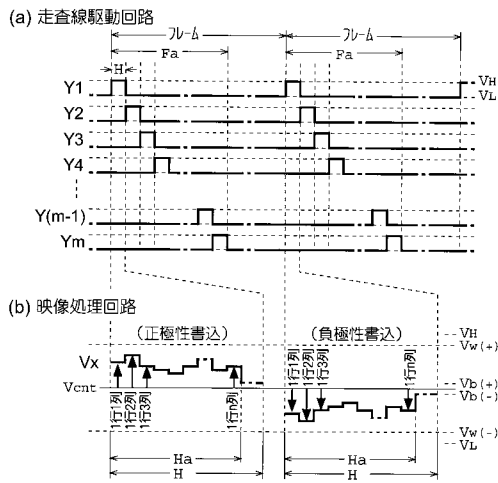 (a) 走査線駆動回路
フレーム フレーム
Fa Fa
H
Y1 VH
VL
Y2
Y3
Y4
Y(m-1)
Ym
(b) 映像処理回路
(正極性書込) (負極性書込)
VH
Vw(+)
Vx
Vcnt
Vb(+)
Vb(-)
1行1列 1行2列 1行3列 1行n列 1行1列 1行2列 1行3列 1行n列
Vw(-)
VL
Ha Ha
H H